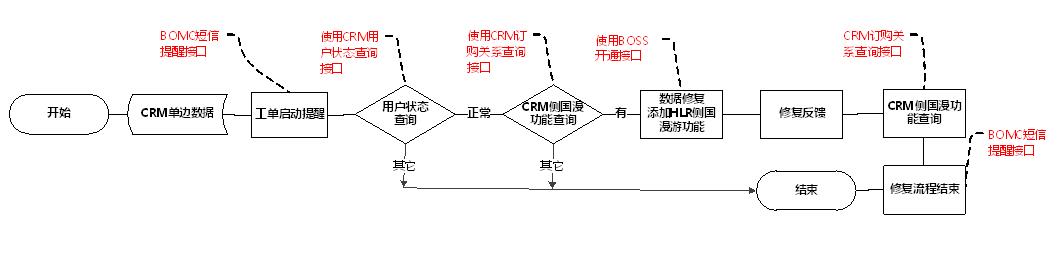 BOMC短信
提醒接口
使用CRM用
户状态查询
接口
使用CRM订
购关系查询
接口
使用BOSS
开通接口
CRM订购关
系查询接口
开始
CRM单边数据
工单启动提醒
用户状态
查询
正常
CRM侧国漫
功能查询
有
数据修复
添加HLR侧国
漫游功能
修复反馈
CRM侧国漫功
能查询
BOMC短信
提醒接口
其它
其它
结束
修复流程结束